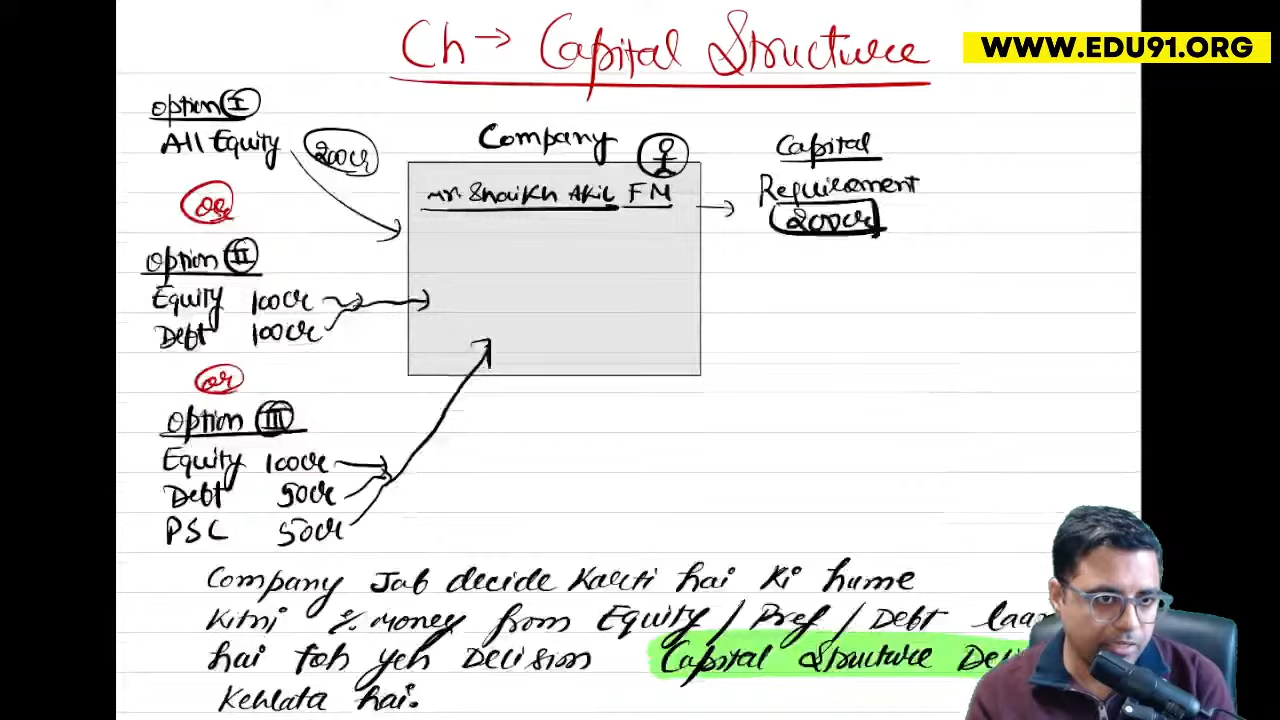 Ch → Capital Structure
WWW.EDU91.ORG
Option I
All Equity
200cr
or
Option II
Equity 100cr
Debt 100cr
or
Option III
Equity 100cr
Debt 50cr
PSC 50cr
Company
Mr. Shaikh Akil FM
Capital
Requirement
200cr
Company Jab decide Karti hai Ki hume
Kitni % money from Equity / Pref / Debt
hai toh yeh Decision Capital Structure
Kehlata hai.